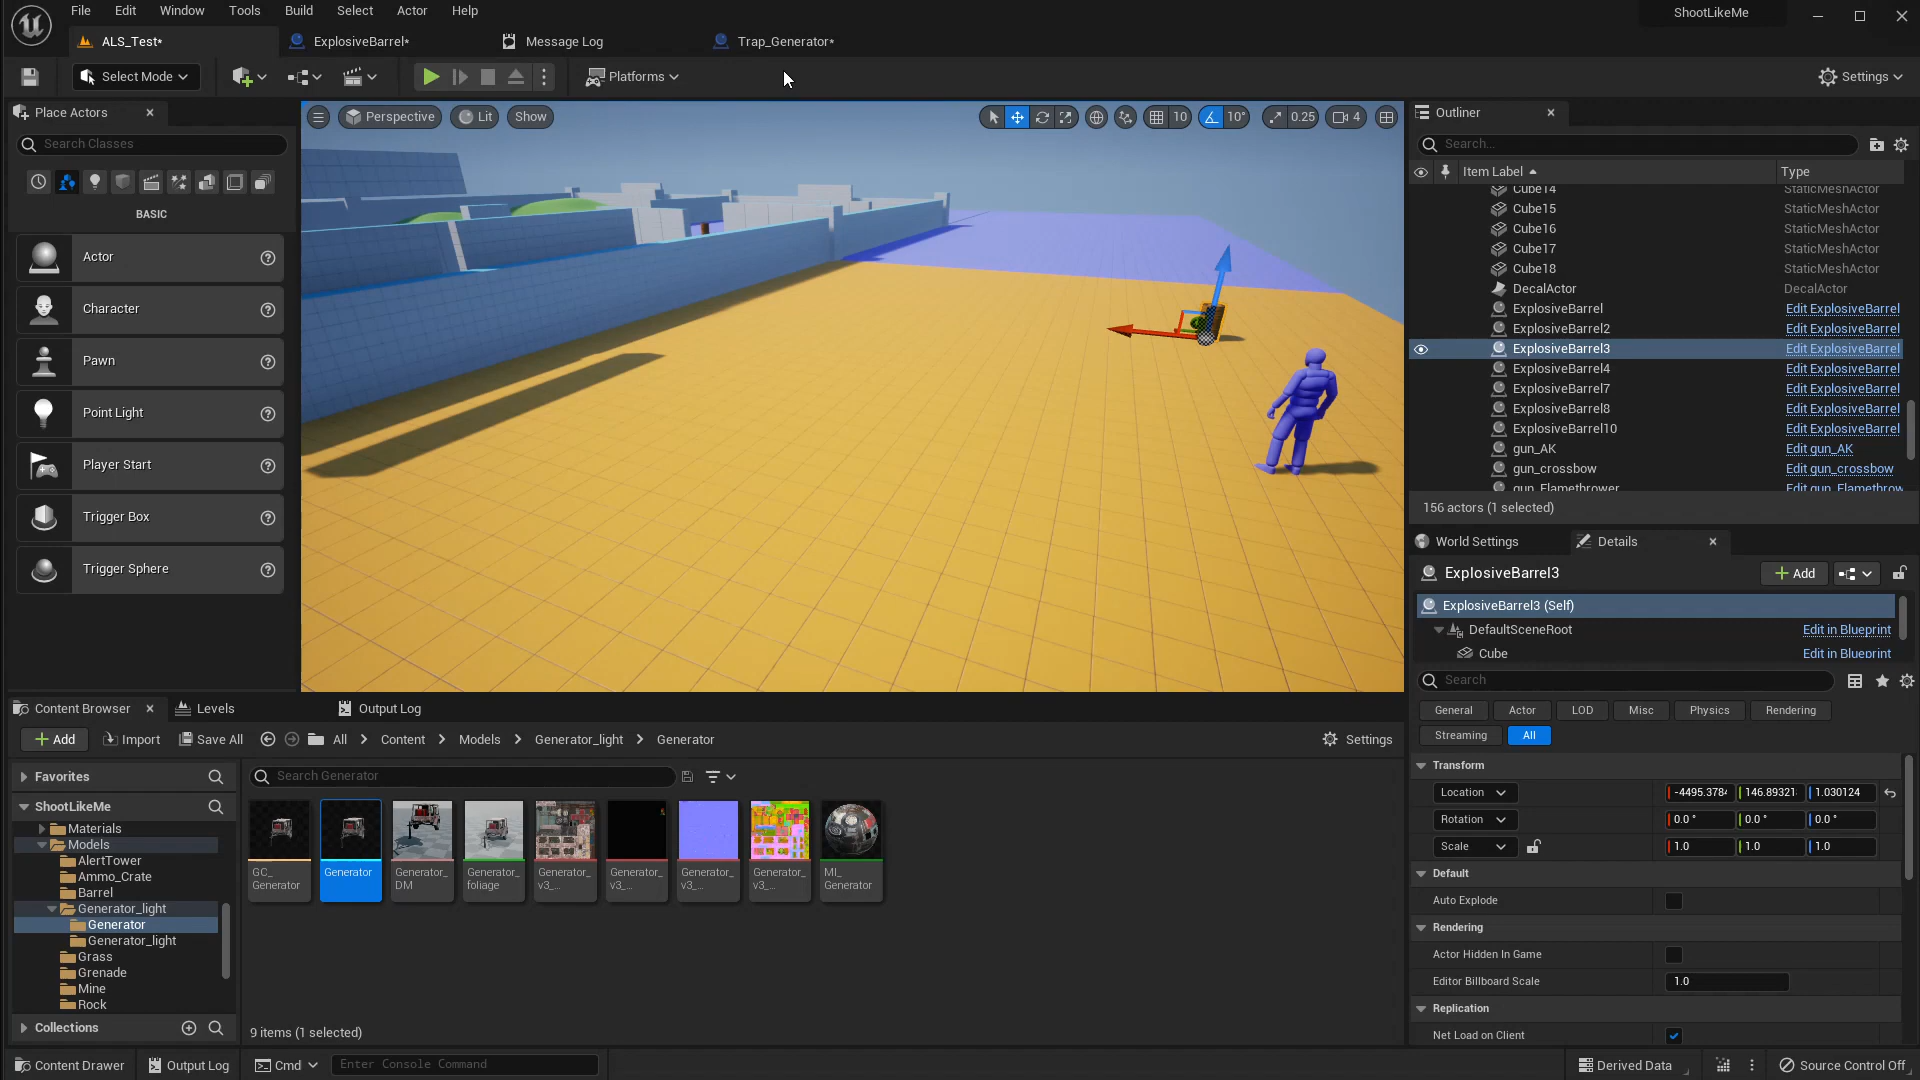 File Edit Window Tools Build Select Actor Help
ShootLikeMe
ALS_Test* ExplosiveBarrel* Message Log Trap_Generator*
Select Mode Platforms Settings
Place Actors
Search Classes
BASIC
Actor
Character
Pawn
Point Light
Player Start
Trigger Box
Trigger Sphere
Perspective Lit Show 10 10° 0.25 4
Outliner
Search...
Item Label Type
Cube14 StaticMeshActor
Cube15 StaticMeshActor
Cube16 StaticMeshActor
Cube17 StaticMeshActor
Cube18 StaticMeshActor
DecalActor DecalActor
ExplosiveBarrel Edit ExplosiveBarrel
ExplosiveBarrel2 Edit ExplosiveBarrel
ExplosiveBarrel3 Edit ExplosiveBarrel
ExplosiveBarrel4 Edit ExplosiveBarrel
ExplosiveBarrel7 Edit ExplosiveBarrel
ExplosiveBarrel8 Edit ExplosiveBarrel
ExplosiveBarrel10 Edit ExplosiveBarrel
gun_AK Edit gun_AK
gun_crossbow Edit gun_crossbow
gun_Flamethrower Edit gun_Flamethrow
156 actors (1 selected)
World Settings Details
ExplosiveBarrel3 Add
ExplosiveBarrel3 (Self)
DefaultSceneRoot Edit in Blueprint
Cube Edit in Blueprint
Search
General Actor LOD Misc Physics Rendering
Streaming All
Transform
Location -4495.3784 146.89321 1.030124
Rotation 0.0 ° 0.0 ° 0.0 °
Scale 1.0 1.0 1.0
Default
Auto Explode
Rendering
Actor Hidden In Game
Editor Billboard Scale 1.0
Replication
Net Load on Client
Content Browser Levels Output Log
Add Import Save All All Content Models Generator_light Generator Settings
Favorites
ShootLikeMe
Materials
Models
AlertTower
Ammo_Crate
Barrel
Generator_light
Generator
Generator_light
Grass
Grenade
Mine
Rock
Collections
Search Generator
GC_
Generator
Generator
Generator_
DM
Generator_
foliage
Generator_
v3_...
Generator_
v3_...
Generator_
v3_...
Generator_
v3_...
MI_
Generator
9 items (1 selected)
Content Drawer Output Log Cmd Enter Console Command Derived Data Source Control Off